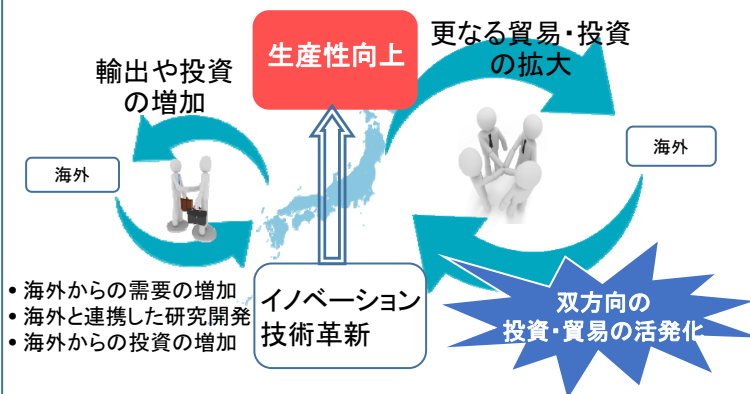 生産性向上
更なる貿易・投資
の拡大
輸出や投資
の増加
海外
海外
• 海外からの需要の増加
• 海外と連携した研究開発
• 海外からの投資の増加
イノベーション
技術革新
双方向の
投資・貿易の活発化